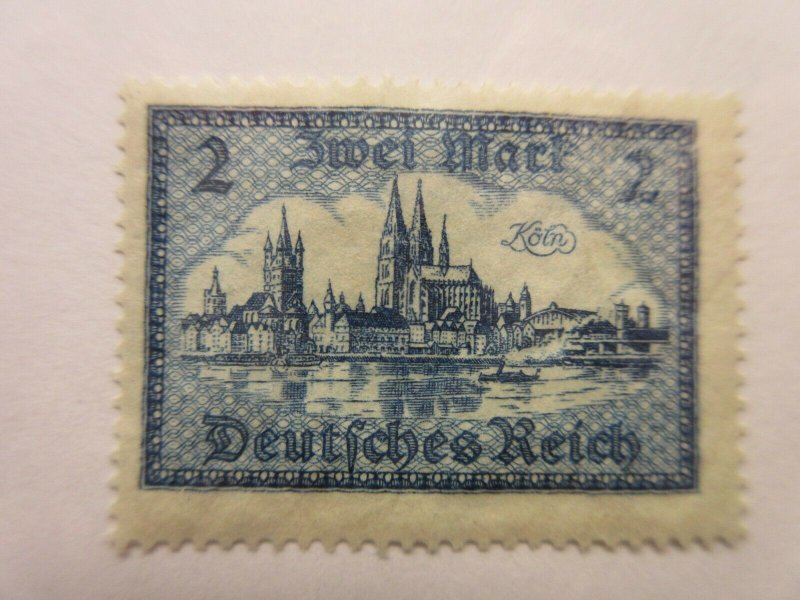 2 Zwei Mark 2
Köln
Deutſches Reich